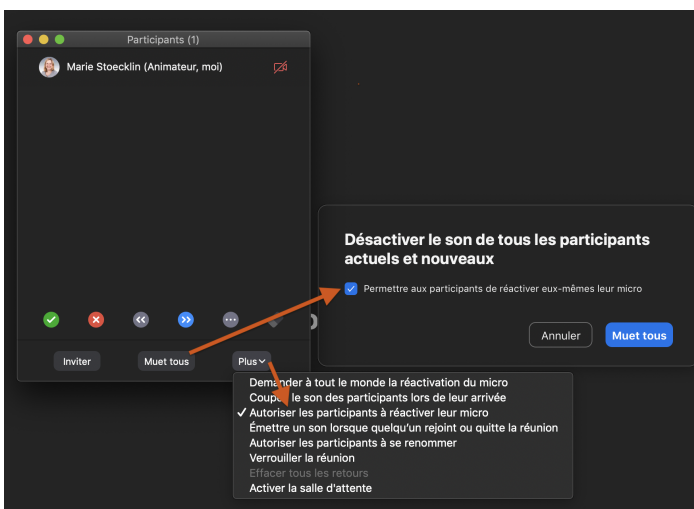 Participants (1)
Marie Stoecklin (Animateur, moi)
Désactiver le son de tous les participants
actuels et nouveaux
Permettre aux participants de réactiver eux-mêmes leur micro
Annuler
Muet tous
Inviter
Muet tous
Plus
Demander à tout le monde la réactivation du micro
Couper le son des participants lors de leur arrivée
Autoriser les participants à réactiver leur micro
Émettre un son lorsque quelqu'un rejoint ou quitte la réunion
Autoriser les participants à se renommer
Verrouiller la réunion
Effacer tous les retours
Activer la salle d'attente